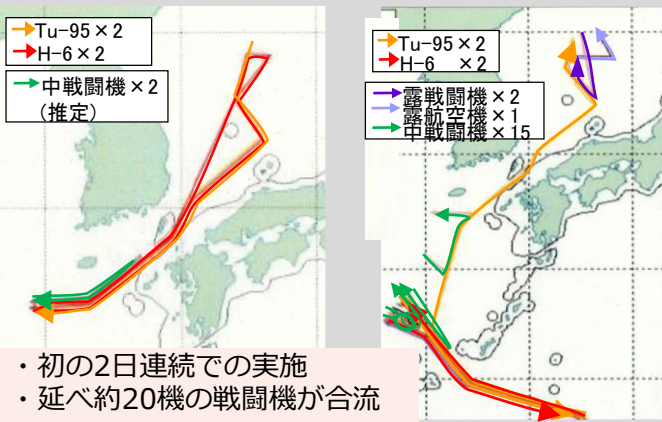 Tu-95×2
H-6×2
中戦闘機×2
(推定)
Tu-95×2
H-6 ×2
露戦闘機×2
露航空機×1
中戦闘機×15
・初の2日連続での実施
・延べ約20機の戦闘機が合流